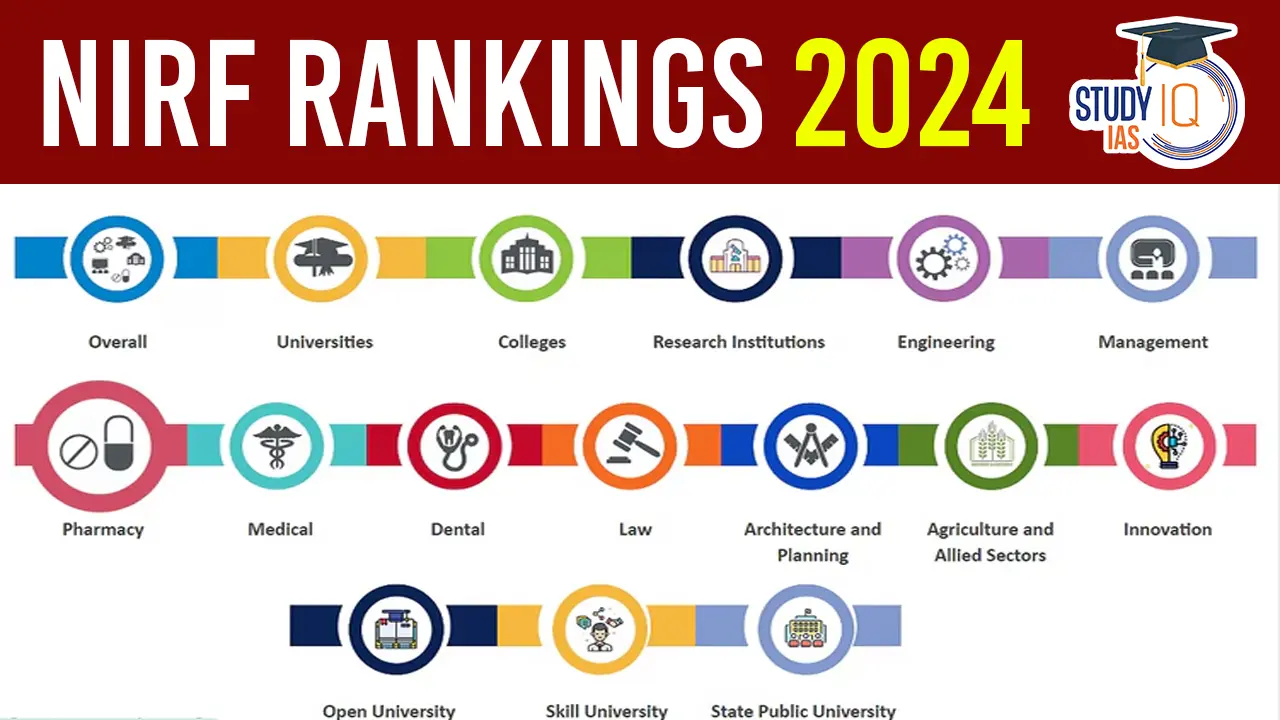 NIRF RANKINGS 2024
STUDY IQ
IAS
Overall
Universities
Colleges
Research Institutions
Engineering
Management
Pharmacy
Medical
Dental
Law
Architecture and
Planning
Agriculture and
Allied Sectors
Innovation
Open University
Skill University
State Public University